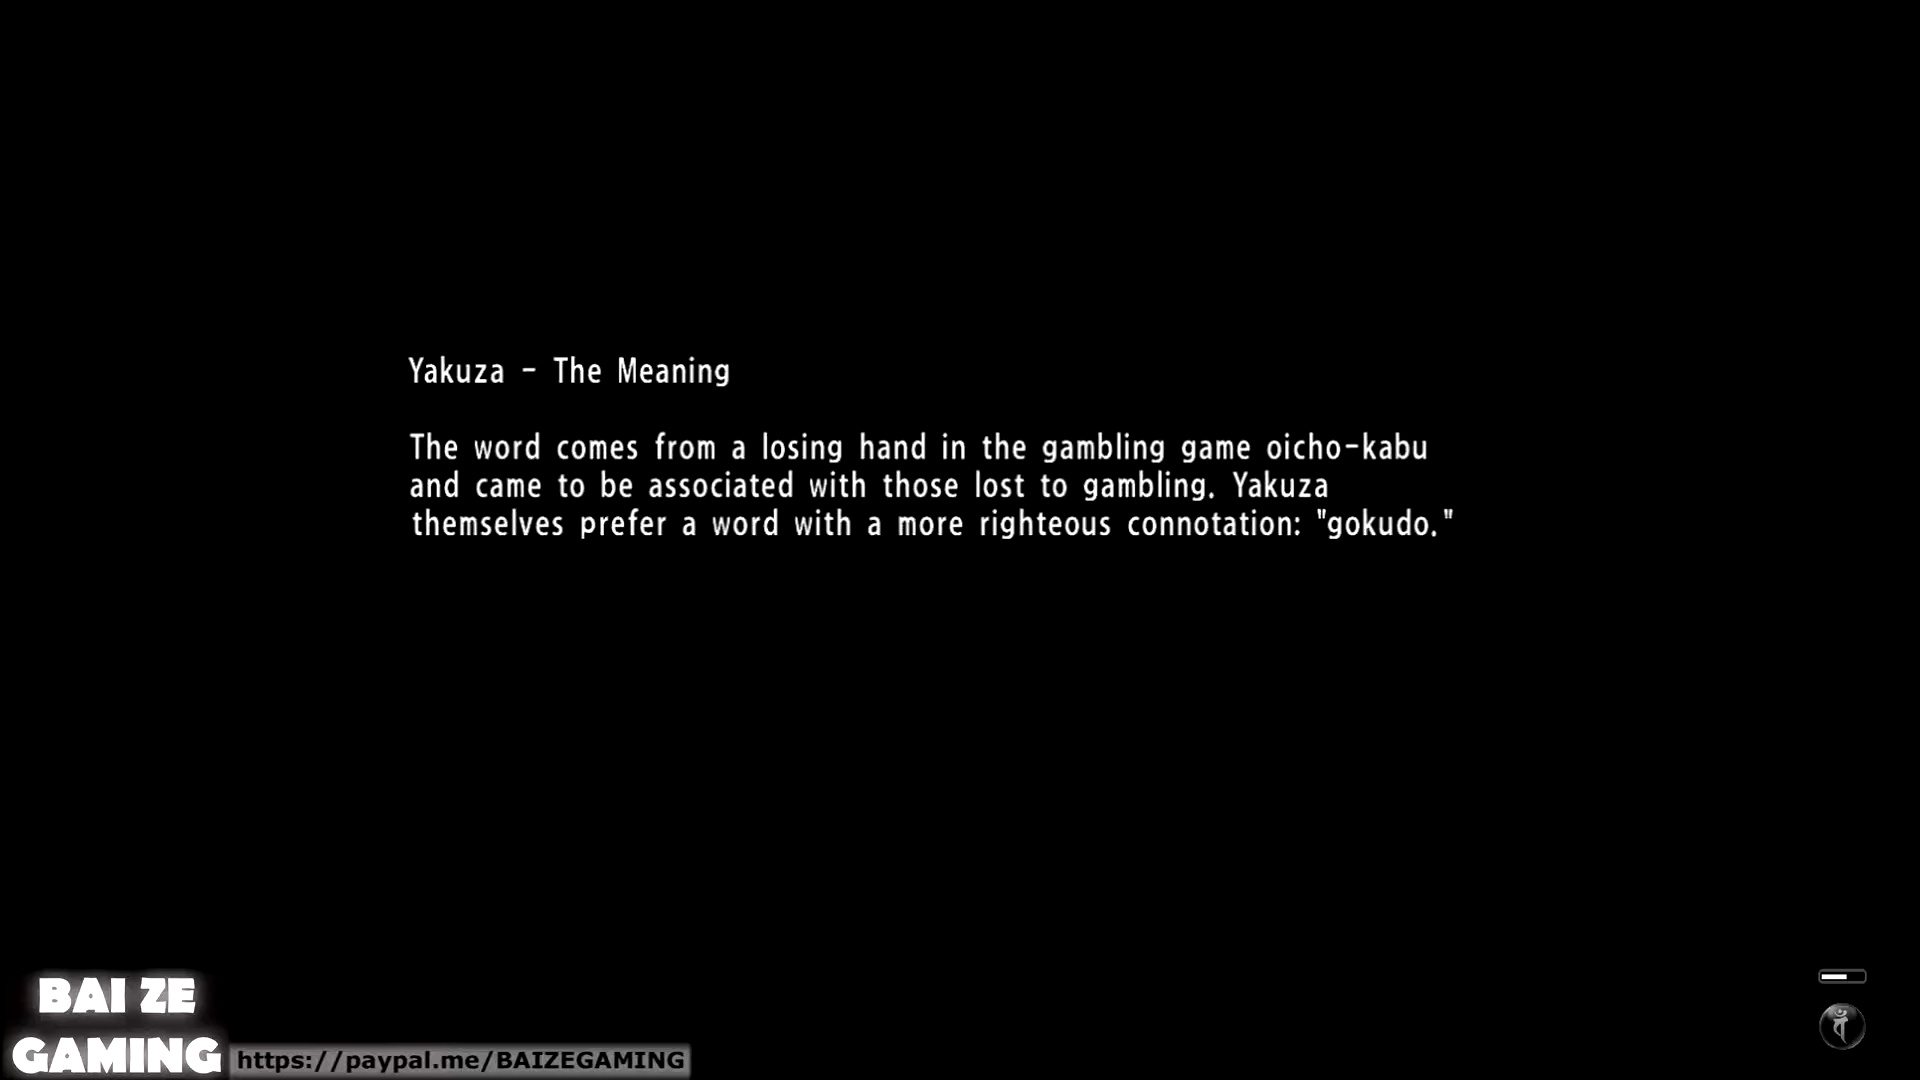 Yakuza - The Meaning
The word comes from a losing hand in the gambling game oicho-kabu
and came to be associated with those lost to gambling. Yakuza
themselves prefer a word with a more righteous connotation: "gokudo."
BAI ZE
GAMING
https://paypal.me/BAIZEGAMING